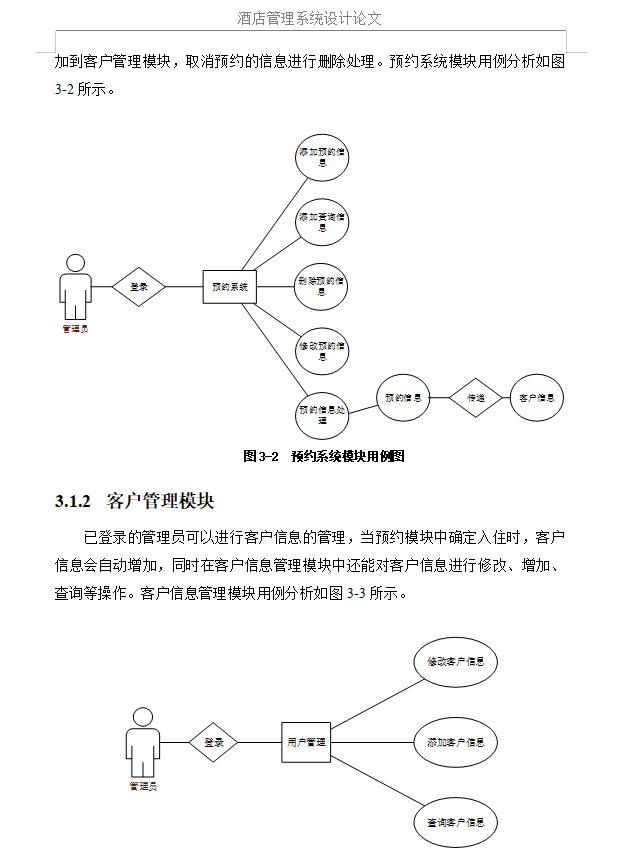 酒店管理系统设计论文
加到客户管理模块，取消预约的信息进行删除处理。预约系统模块用例分析如图
3-2 所示。
添加预约信
息
添加查询信
息
删除预约信
息
管理员
登录
预约系统
修改预约信
息
预约信息处
理
预约信息
传递
客户信息
图 3-2 预约系统模块用例图
3.1.2 客户管理模块
已登录的管理员可以进行客户信息的管理，当预约模块中确定入住时，客户
信息会自动增加，同时在客户信息管理模块中还能对客户信息进行修改、增加、
查询等操作。客户信息管理模块用例分析如图 3-3 所示。
修改客户信息
管理员
登录
用户管理
添加客户信息
查询客户信息